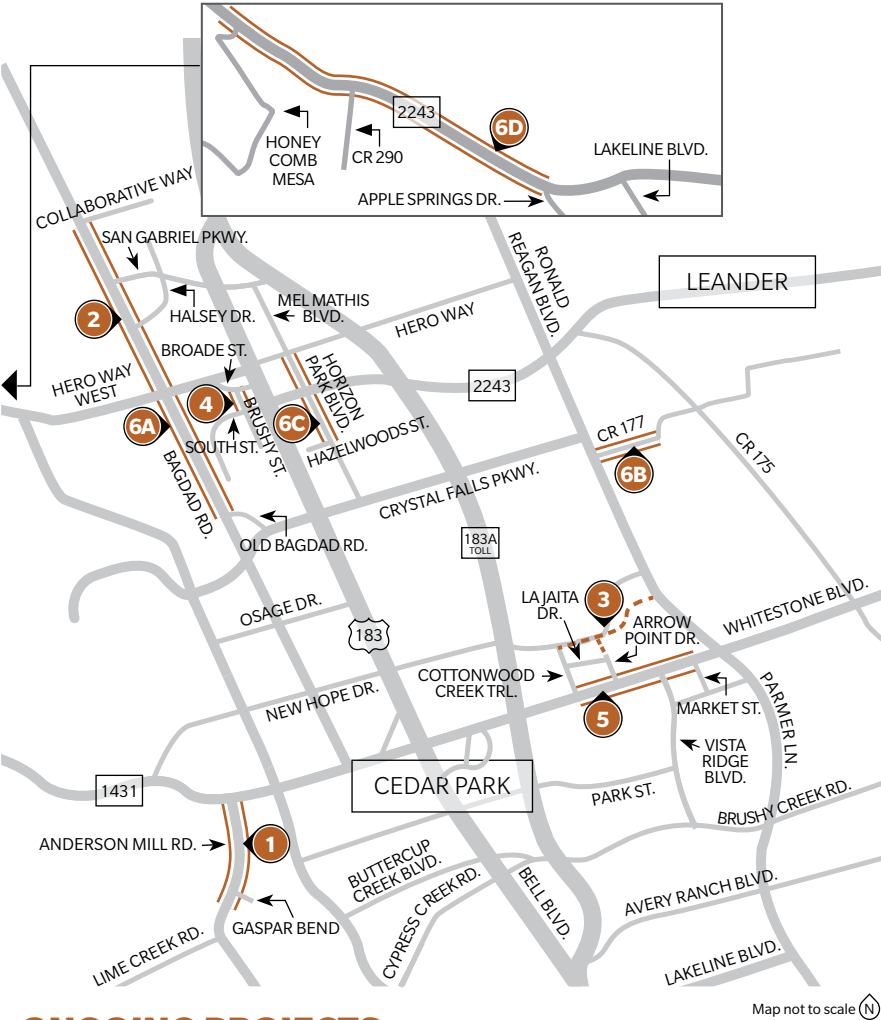 2243
6D
HONEY
COMB
MESA
CR 290
LAKELINE BLVD.
APPLE SPRINGS DR.
COLLABORATIVE WAY
SAN GABRIEL PKWY.
RONALD
REAGAN BLVD.
LEANDER
HALSEY DR.
MEL MATHIS
BLVD.
2
HERO WAY
BROADE ST.
HERO WAY
WEST
HORIZON
PARK BLVD.
2243
4
6A
6C
BRUSHY ST.
SOUTH ST.
HAZELWOOD ST.
CR 177
CR 175
6B
BAGDAD RD.
CRYSTAL FALLS PKWY.
OLD BAGDAD RD.
183A
TOLL
OSAGE DR.
183
LA JAITA
DR.
3
ARROW
POINT DR.
WHITESTONE BLVD.
COTTONWOOD
CREEK TRL.
NEW HOPE DR.
5
MARKET ST.
PARMER LN.
VISTA
RIDGE
BLVD.
1431
CEDAR PARK
PARK ST.
BRUSHY CREEK RD.
ANDERSON MILL RD.
1
BUTTERCUP
CREEK BLVD.
CYPRESS CREEK RD.
BELL BLVD.
AVERY RANCH BLVD.
GASPAR BEND
LIME CREEK RD.
LAKELINE BLVD.
Map not to scale N
ONGOING PROJECTS